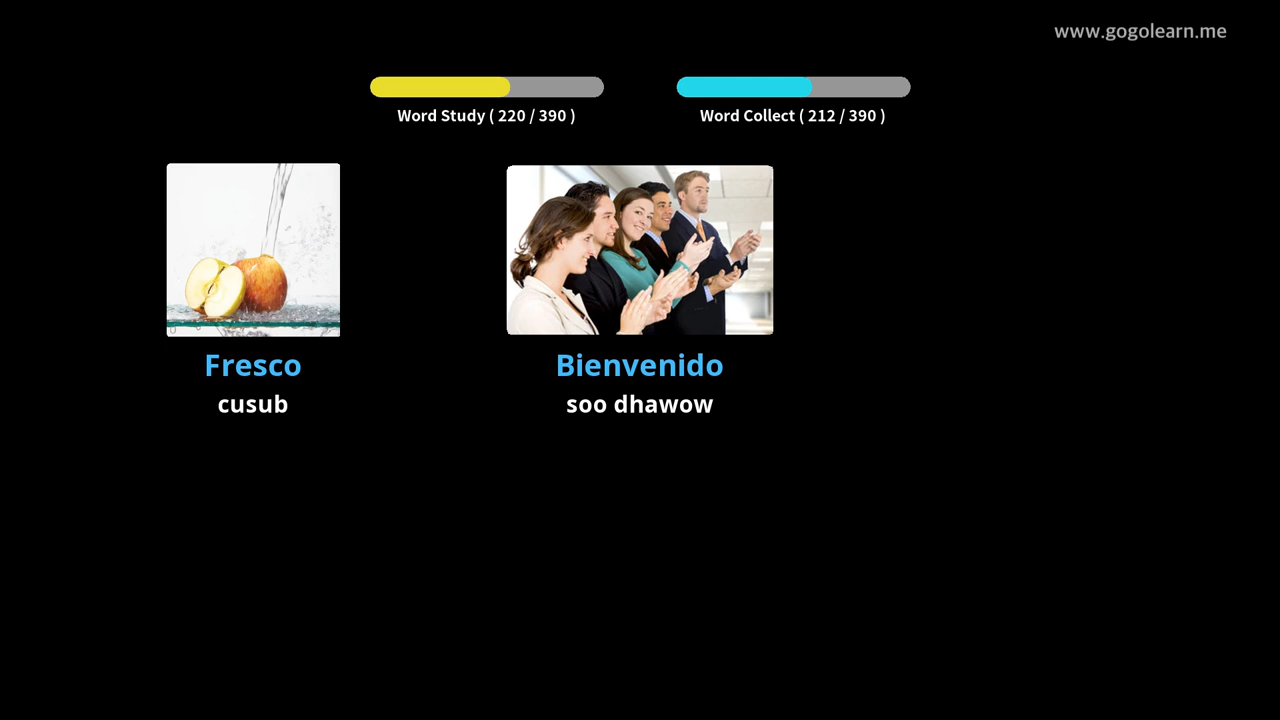 www.gogolearn.me
Word Study ( 220 / 390 )
Word Collect ( 212 / 390 )
Fresco
cusub
Bienvenido
soo dhawow